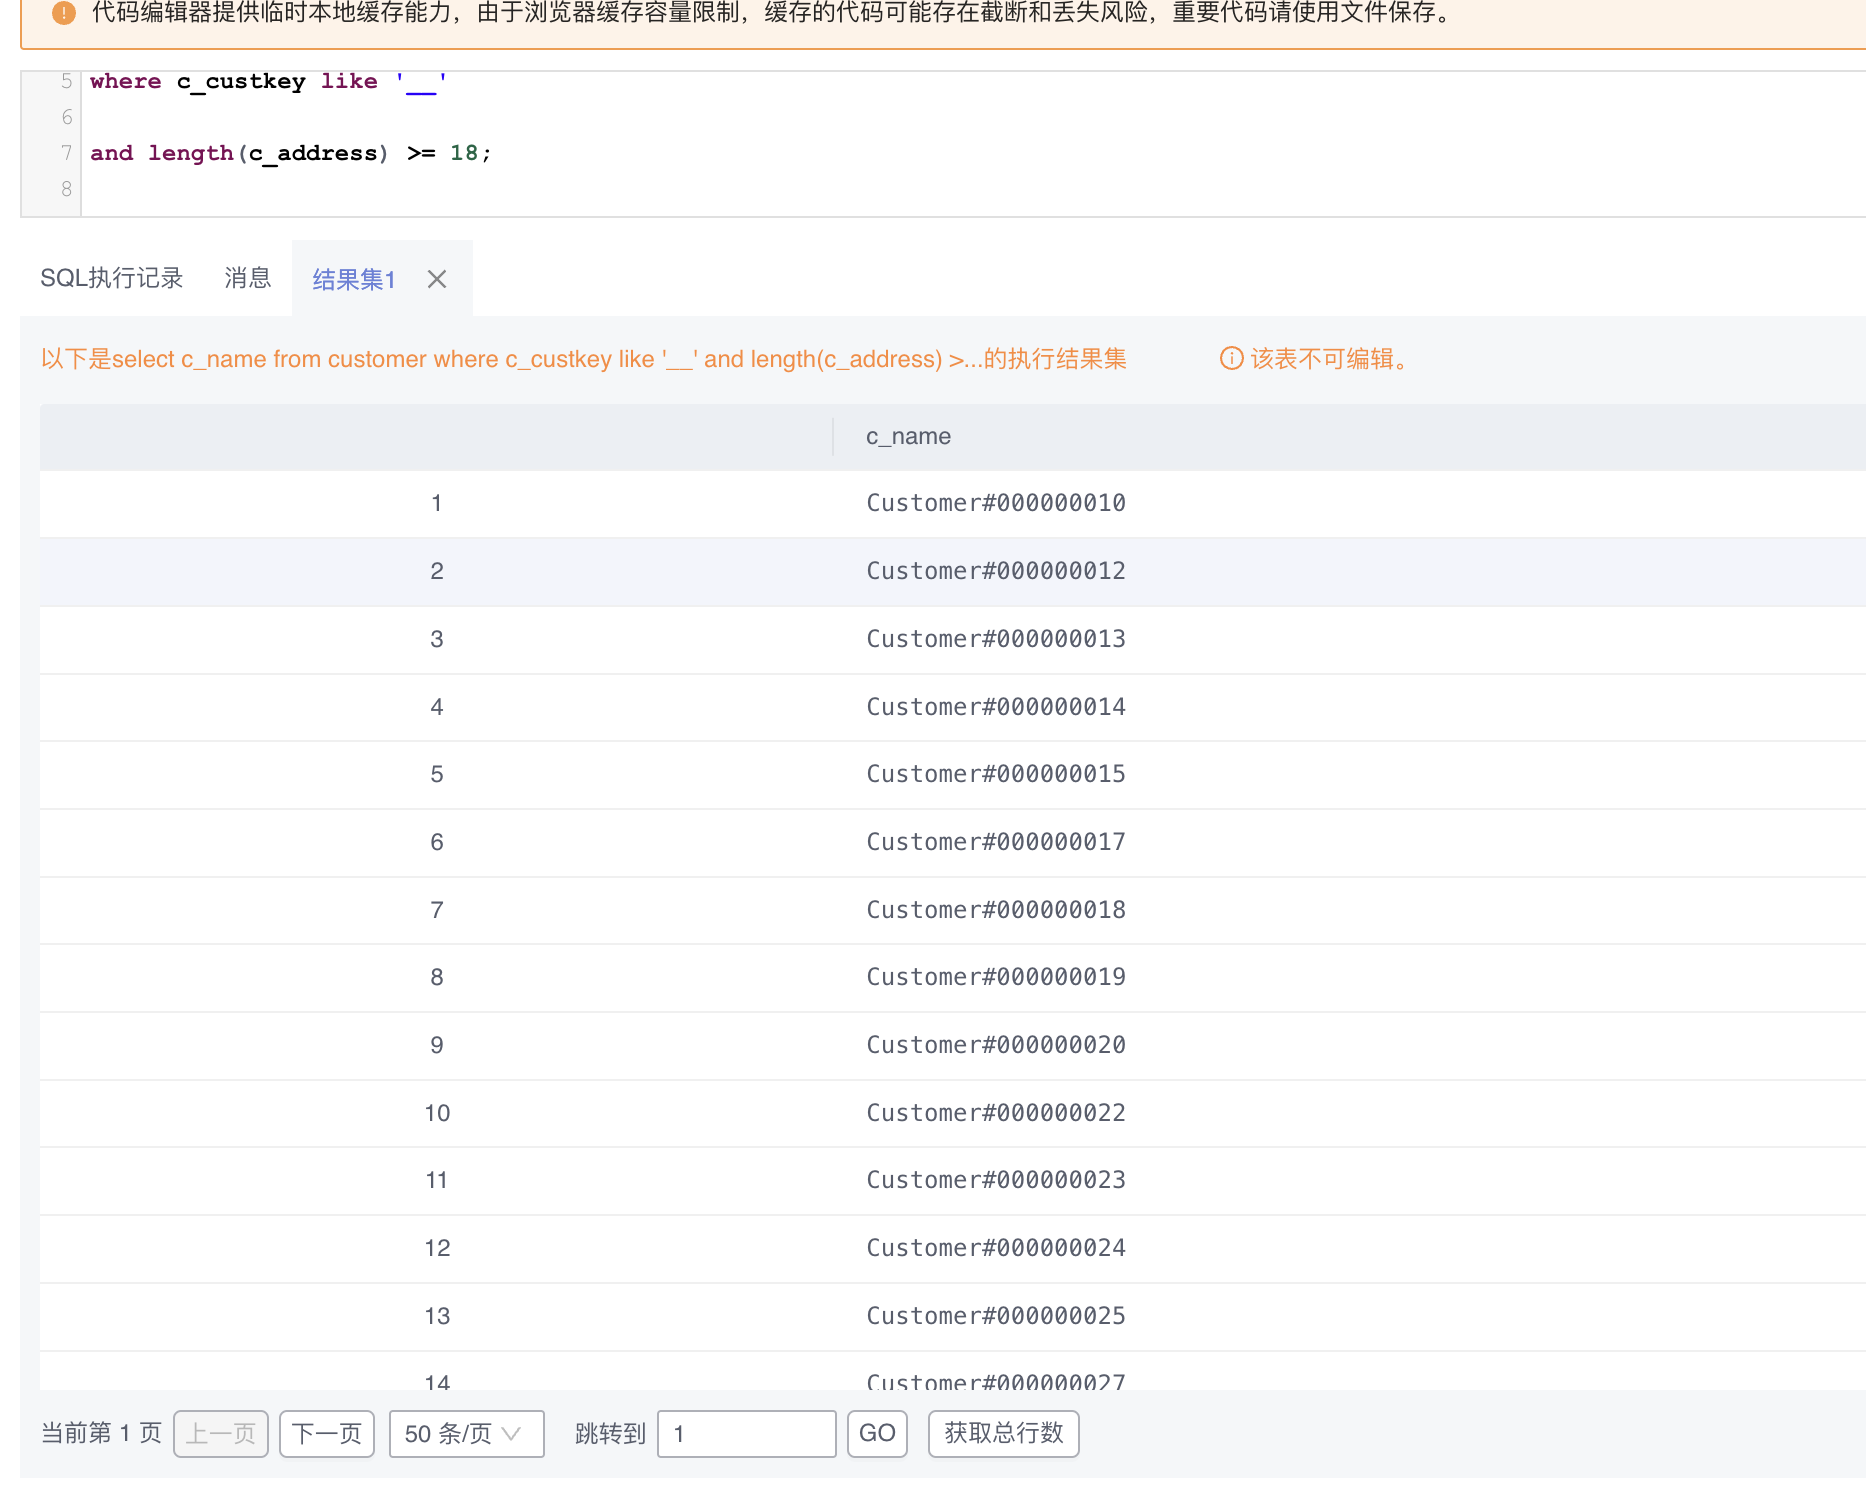 代码编辑器提供临时本地缓存能力，由于浏览器缓存容量限制，缓存的代码可能存在截断和丢失风险，重要代码请使用文件保存。
5 where c_custkey like '__'
6
7 and length(c_address) >= 18;
8
SQL执行记录 消息 结果集1
以下是select c_name from customer where c_custkey like '__' and length(c_address) >...的执行结果集 该表不可编辑。
c_name
1 Customer#000000010
2 Customer#000000012
3 Customer#000000013
4 Customer#000000014
5 Customer#000000015
6 Customer#000000017
7 Customer#000000018
8 Customer#000000019
9 Customer#000000020
10 Customer#000000022
11 Customer#000000023
12 Customer#000000024
13 Customer#000000025
14 Customer#000000027
当前第 1 页 上一页 下一页 50 条/页 跳转到 1 GO 获取总行数